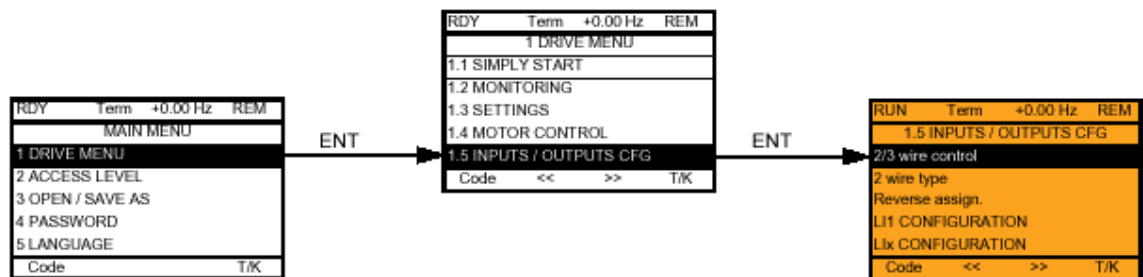 RDY Term +0.00 Hz REM
MAIN MENU
1 DRIVE MENU
2 ACCESS LEVEL
3 OPEN / SAVE AS
4 PASSWORD
5 LANGUAGE
Code T/K
ENT
RDY Term +0.00 Hz REM
1 DRIVE MENU
1.1 SIMPLY START
1.2 MONITORING
1.3 SETTINGS
1.4 MOTOR CONTROL
1.5 INPUTS / OUTPUTS CFG
Code << >> T/K
ENT
RUN Term +0.00 Hz REM
1.5 INPUTS / OUTPUTS CFG
2/3 wire control
2 wire type
Reverse assign.
LI1 CONFIGURATION
LIx CONFIGURATION
Code << >> T/K